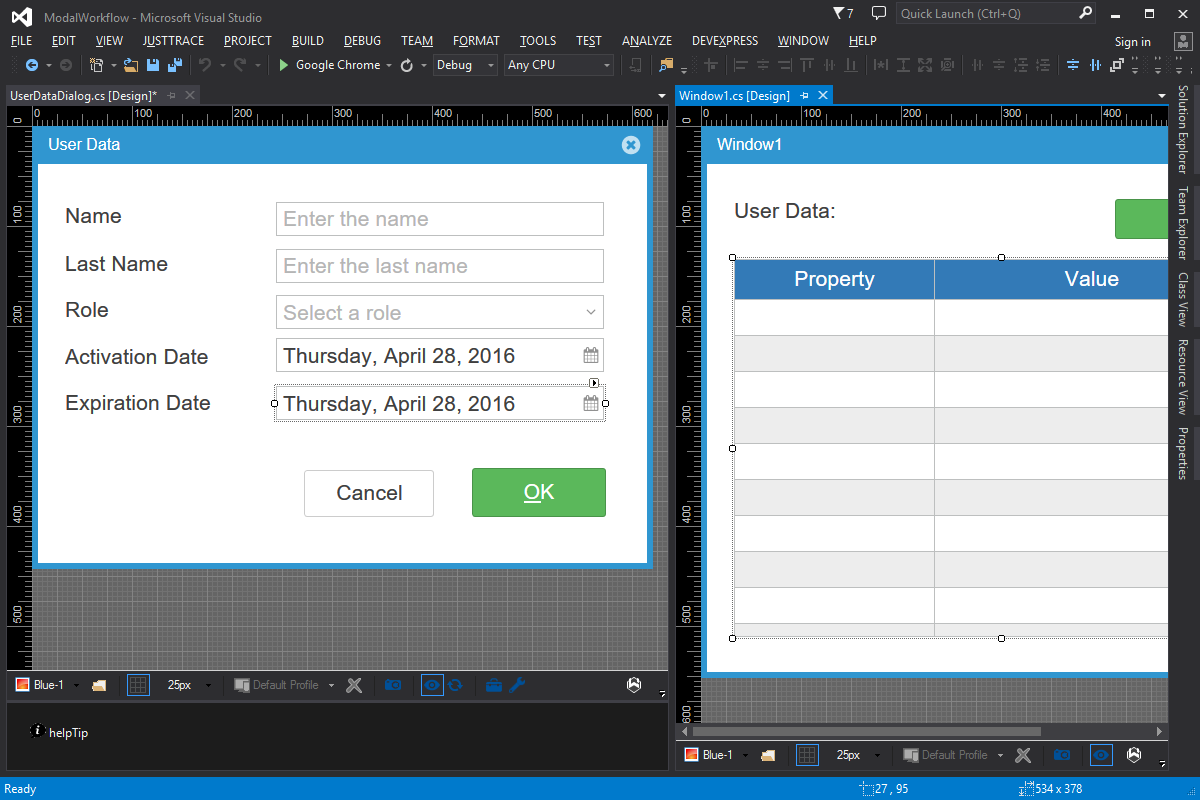 ModalWorkflow - Microsoft Visual Studio
7
Quick Launch (Ctrl+Q)
FILE EDIT VIEW JUSTTRACE PROJECT BUILD DEBUG TEAM FORMAT TOOLS TEST ANALYZE DEVEXPRESS WINDOW HELP
Sign in
Google Chrome Debug Any CPU
UserDataDialog.cs [Design]*
0 100 200 300 400 500 600
0 100 200 300 400 500
User Data
Name
Enter the name
Last Name
Enter the last name
Role
Select a role
Activation Date
Thursday, April 28, 2016
Expiration Date
Thursday, April 28, 2016
Cancel
OK
Blue-1 25px Default Profile
helpTip
Window1.cs [Design]
0 100 200 300 400
0 100 200 300 400 500 600
Window1
User Data:
Property Value
Blue-1 25px Default Profile
Solution Explorer
Team Explorer
Class View
Resource View
Properties
Ready
27 , 95
534 x 378